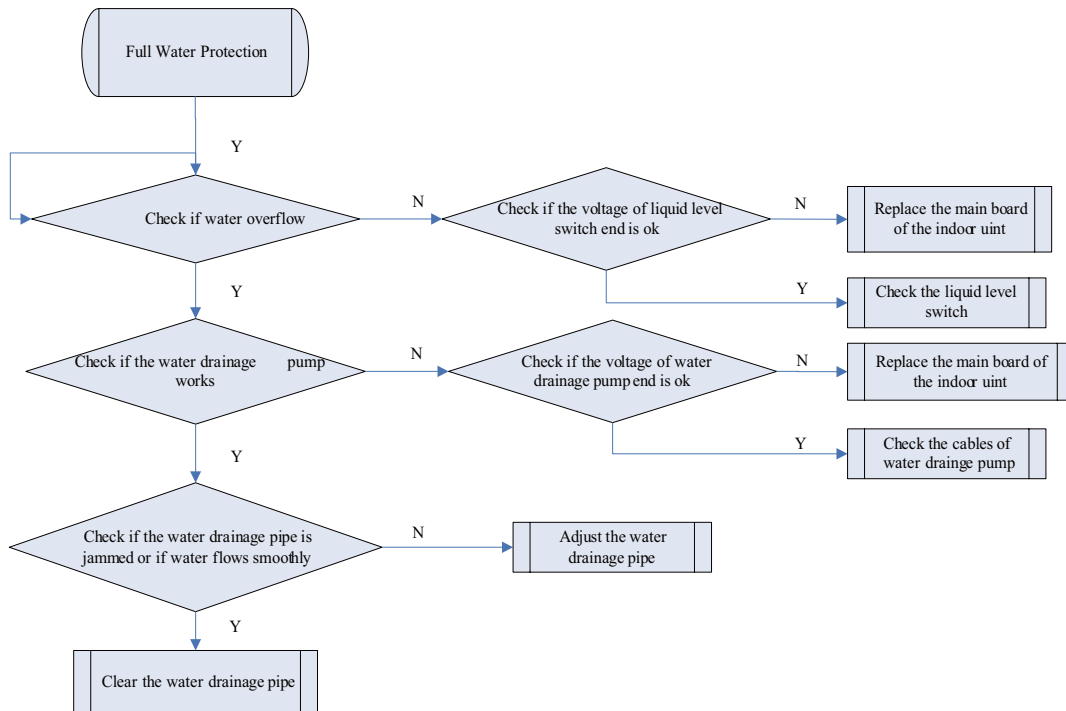 Full Water Protection
Y
Check if water overflow
N
Check if the voltage of liquid level
switch end is ok
N
Replace the main board
of the indoor uint
Y
Check the liquid level
switch
Y
Check if the water drainage pump
works
N
Check if the voltage of water
drainage pump end is ok
N
Replace the main board of
the indoor uint
Y
Check the cables of
water drainge pump
Y
Check if the water drainage pipe is
jammed or if water flows smoothly
N
Adjust the water
drainage pipe
Y
Clear the water drainage pipe